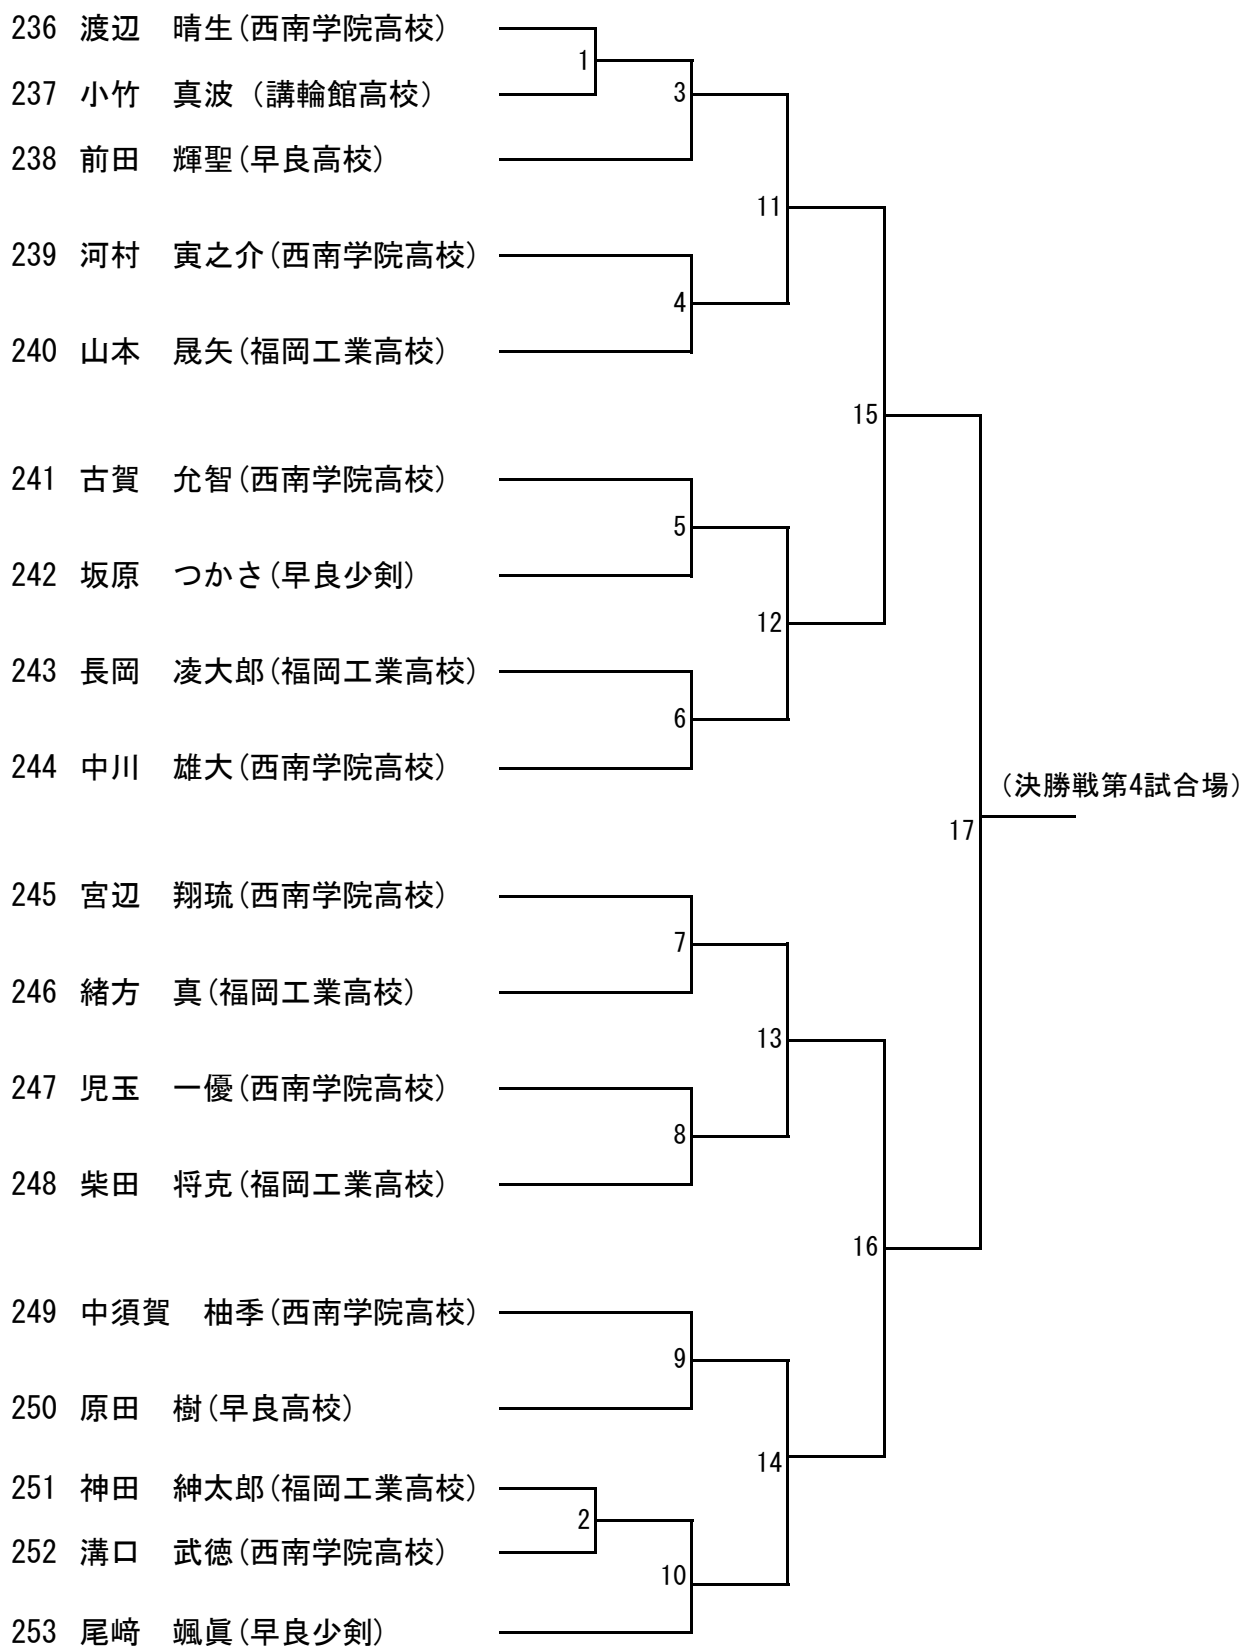 236 渡辺　晴生(西南学院高校)
1
237 小竹　真波（講輪館高校）
3
238 前田　輝聖(早良高校)
11
239 河村　寅之介(西南学院高校)
4
240 山本　晟矢(福岡工業高校)
15
241 古賀　允智(西南学院高校)
5
242 坂原　つかさ(早良少剣)
12
243 長岡　凌大郎(福岡工業高校)
6
244 中川　雄大(西南学院高校)
（決勝戦第4試合場）
17
245 宮辺　翔琉(西南学院高校)
7
246 緒方　真(福岡工業高校)
13
247 児玉　一優(西南学院高校)
8
248 柴田　将克(福岡工業高校)
16
249 中須賀　柚季(西南学院高校)
9
250 原田　樹(早良高校)
14
251 神田　紳太郎(福岡工業高校)
2
252 溝口　武徳(西南学院高校)
10
253 尾﨑　颯眞(早良少剣)